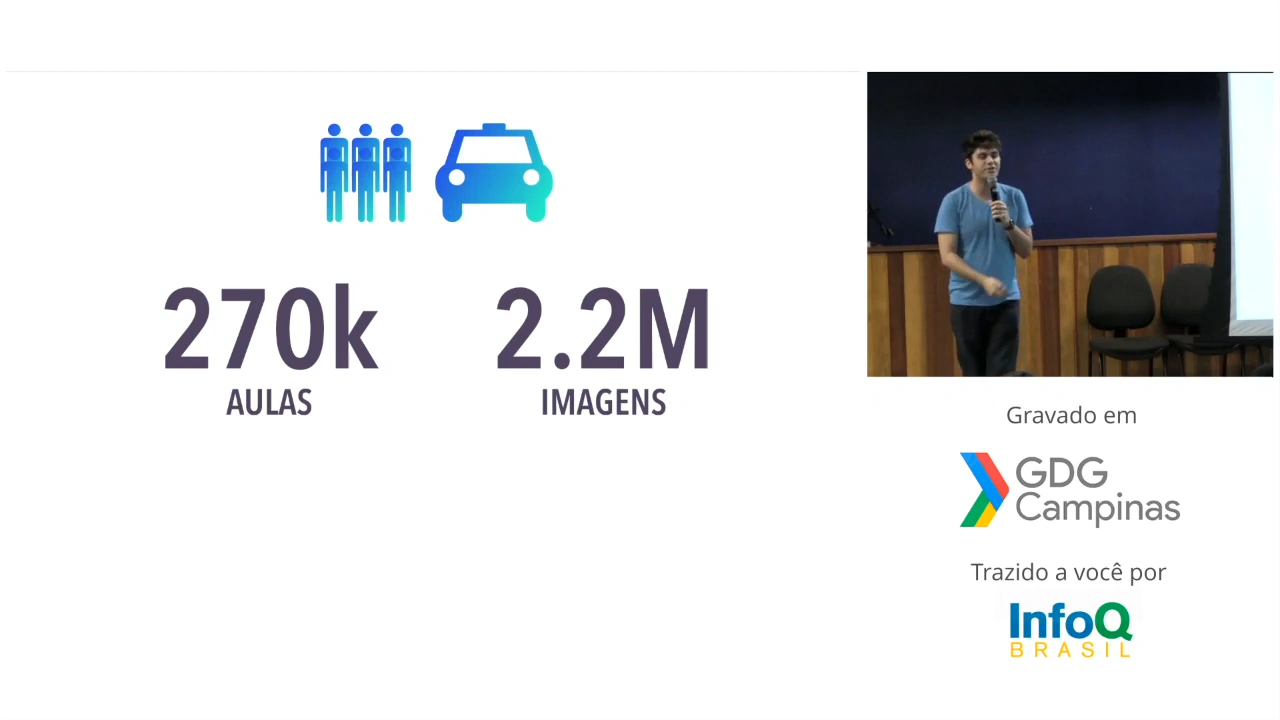 270k
AULAS
2.2M
IMAGENS
Gravado em
GDG
Campinas
Trazido a você por
InfoQ
BRASIL